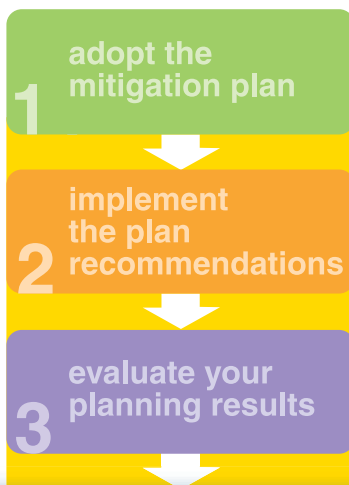 adopt the
1 mitigation plan
implement
the plan
2 recommendations
evaluate your
3 planning results